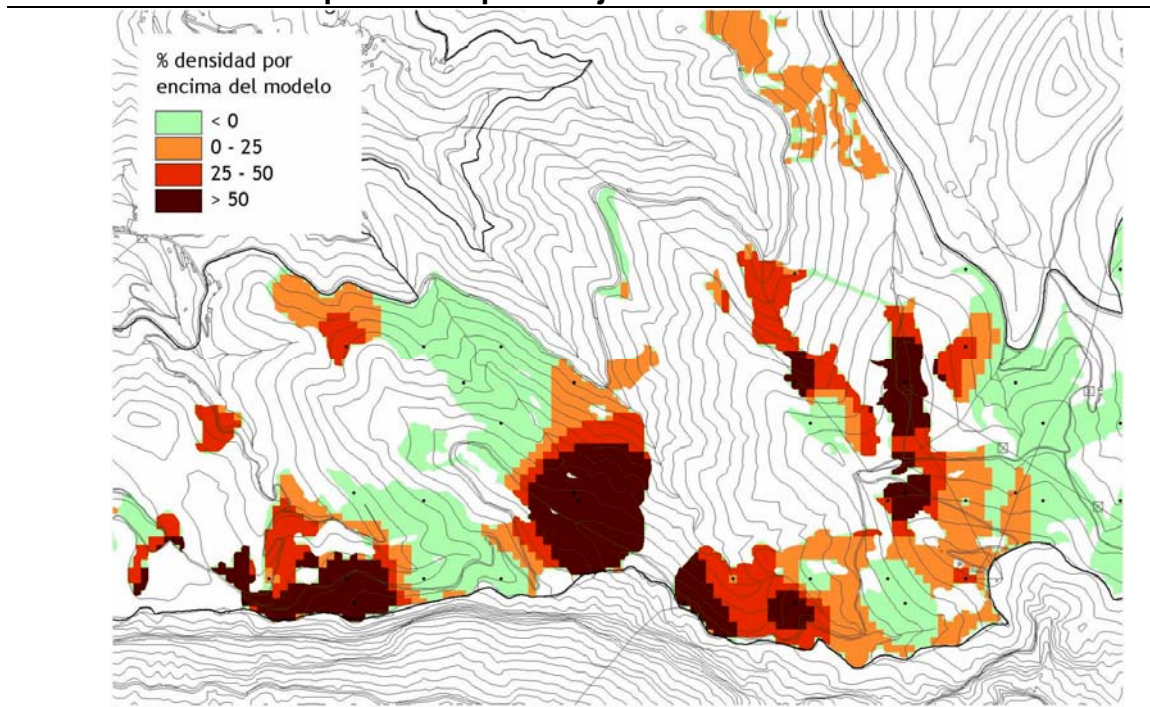 % densidad por
encima del modelo
< 0
0 - 25
25 - 50
> 50